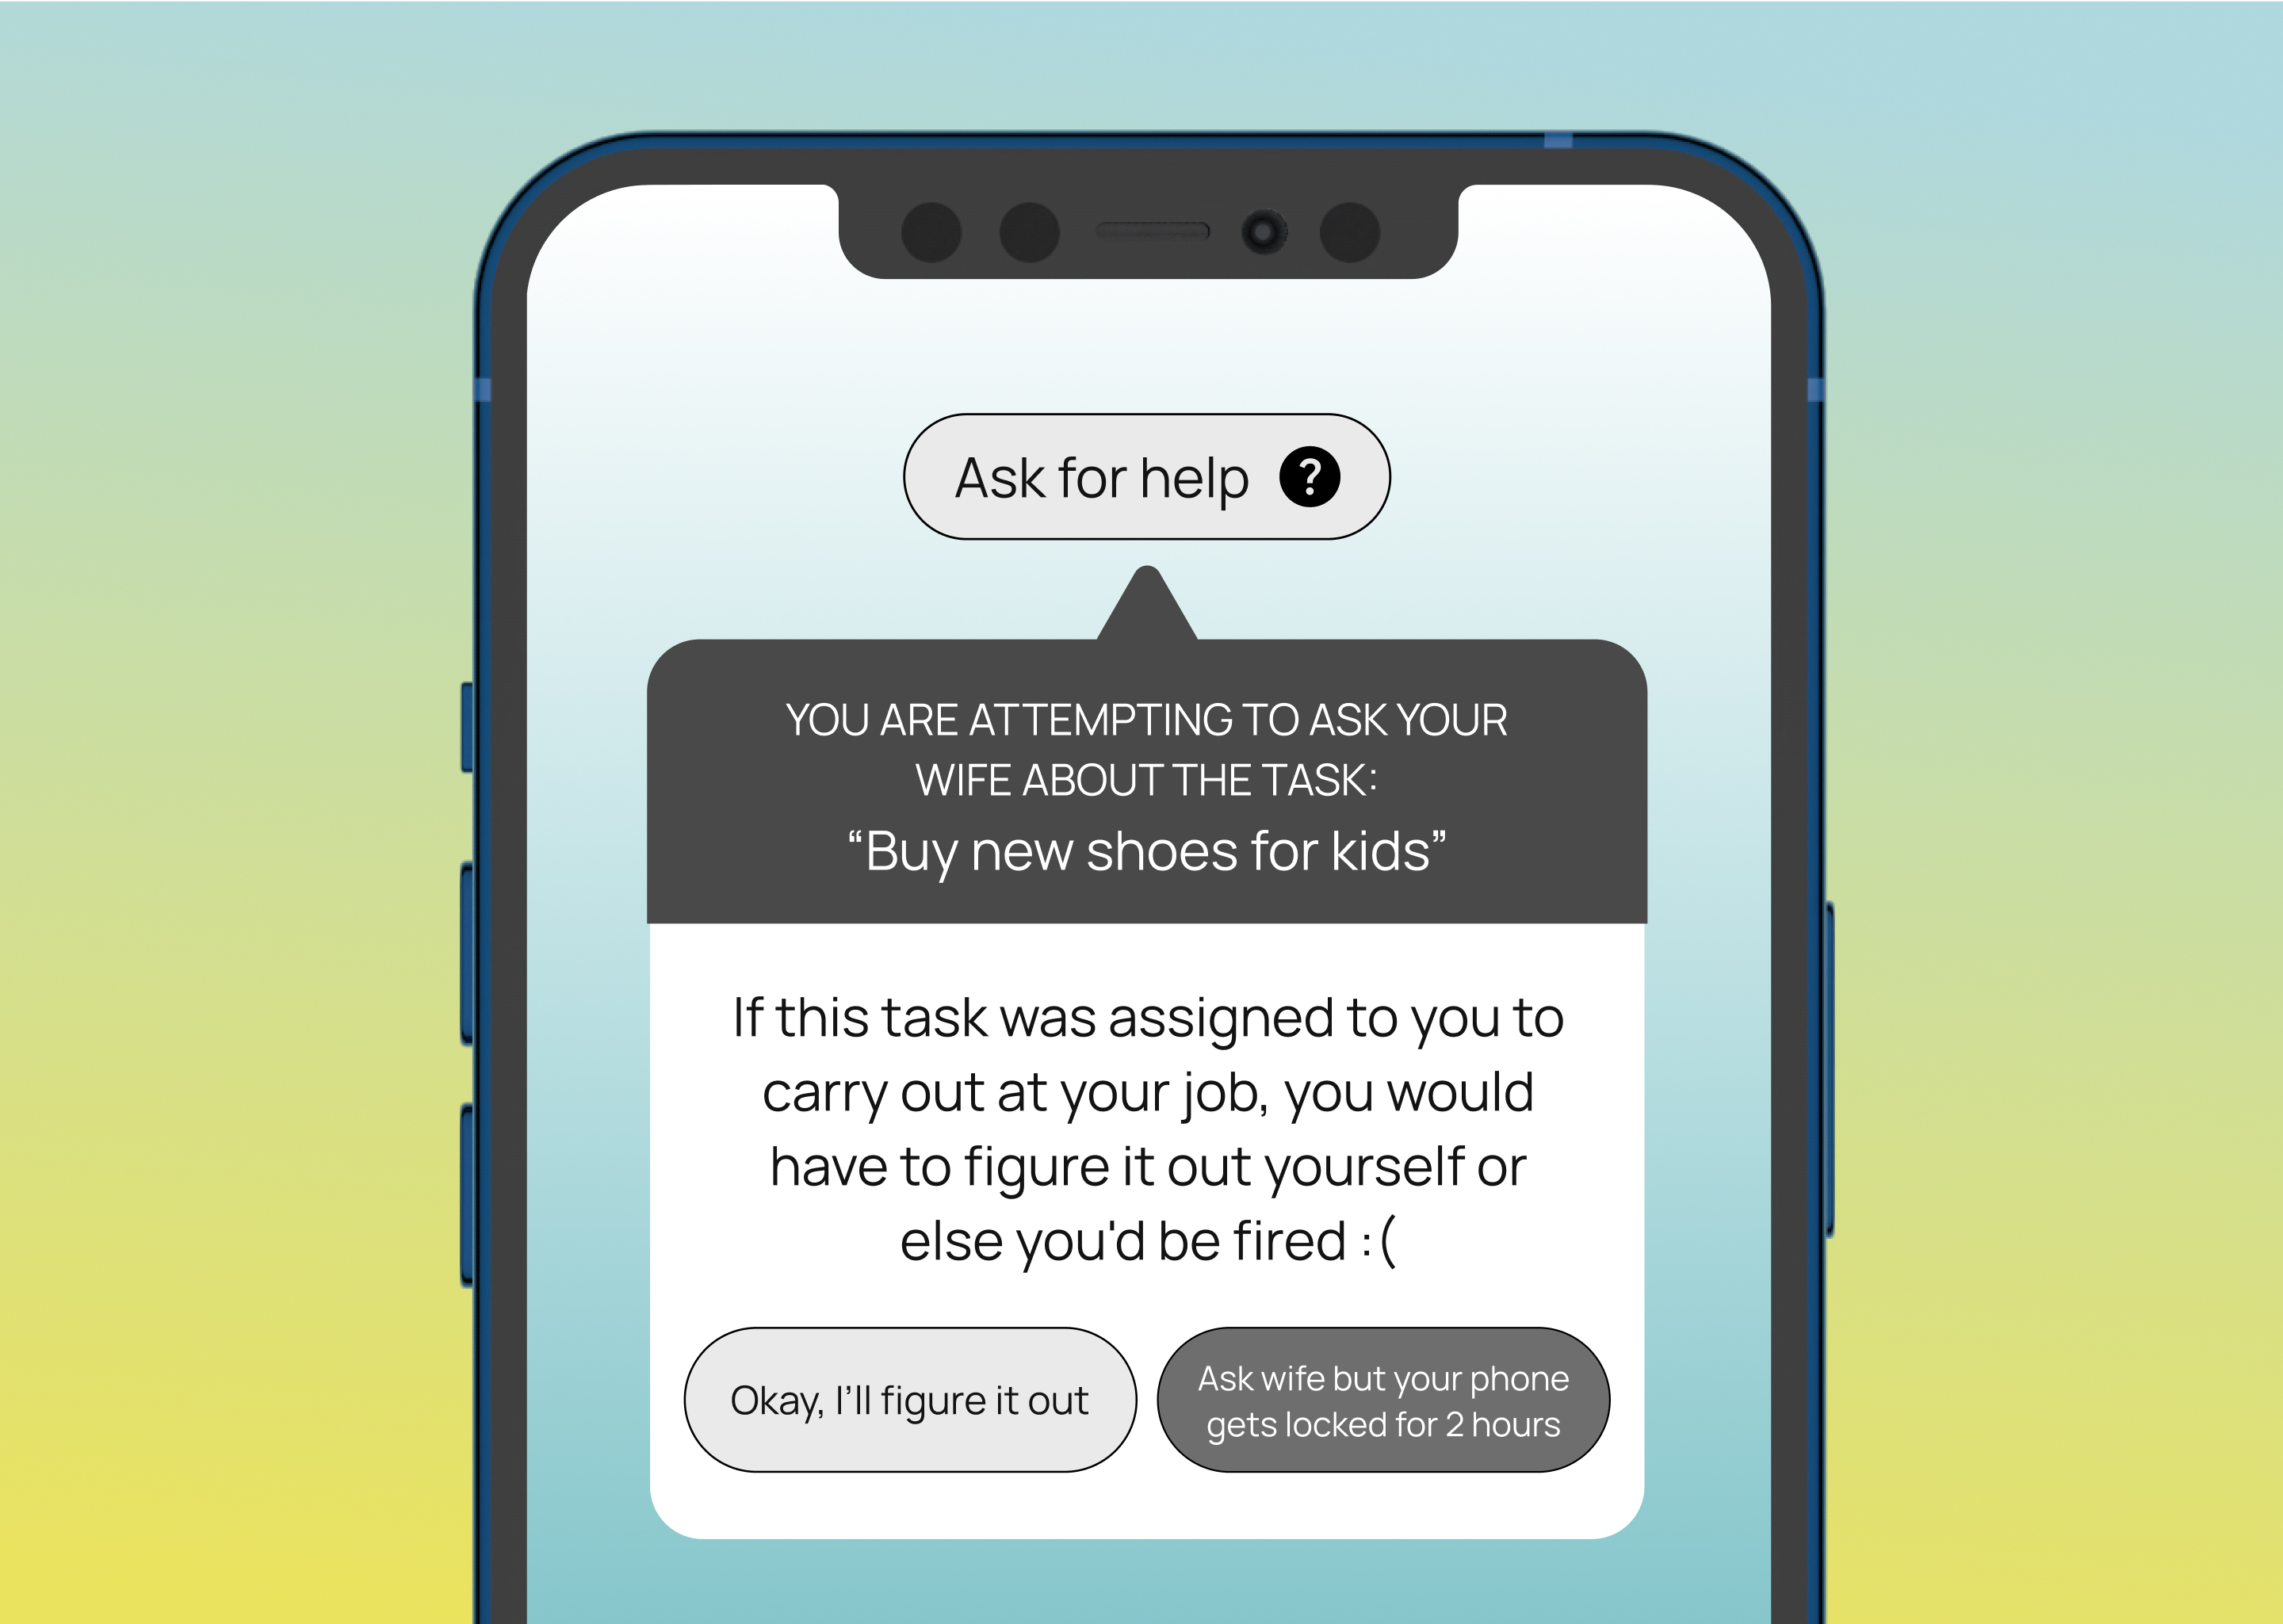 Ask for help ?
YOU ARE ATTEMPTING TO ASK YOUR
WIFE ABOUT THE TASK:
“Buy new shoes for kids”
If this task was assigned to you to
carry out at your job, you would
have to figure it out yourself or
else you'd be fired :(
Okay, I’ll figure it out
Ask wife but your phone
gets locked for 2 hours